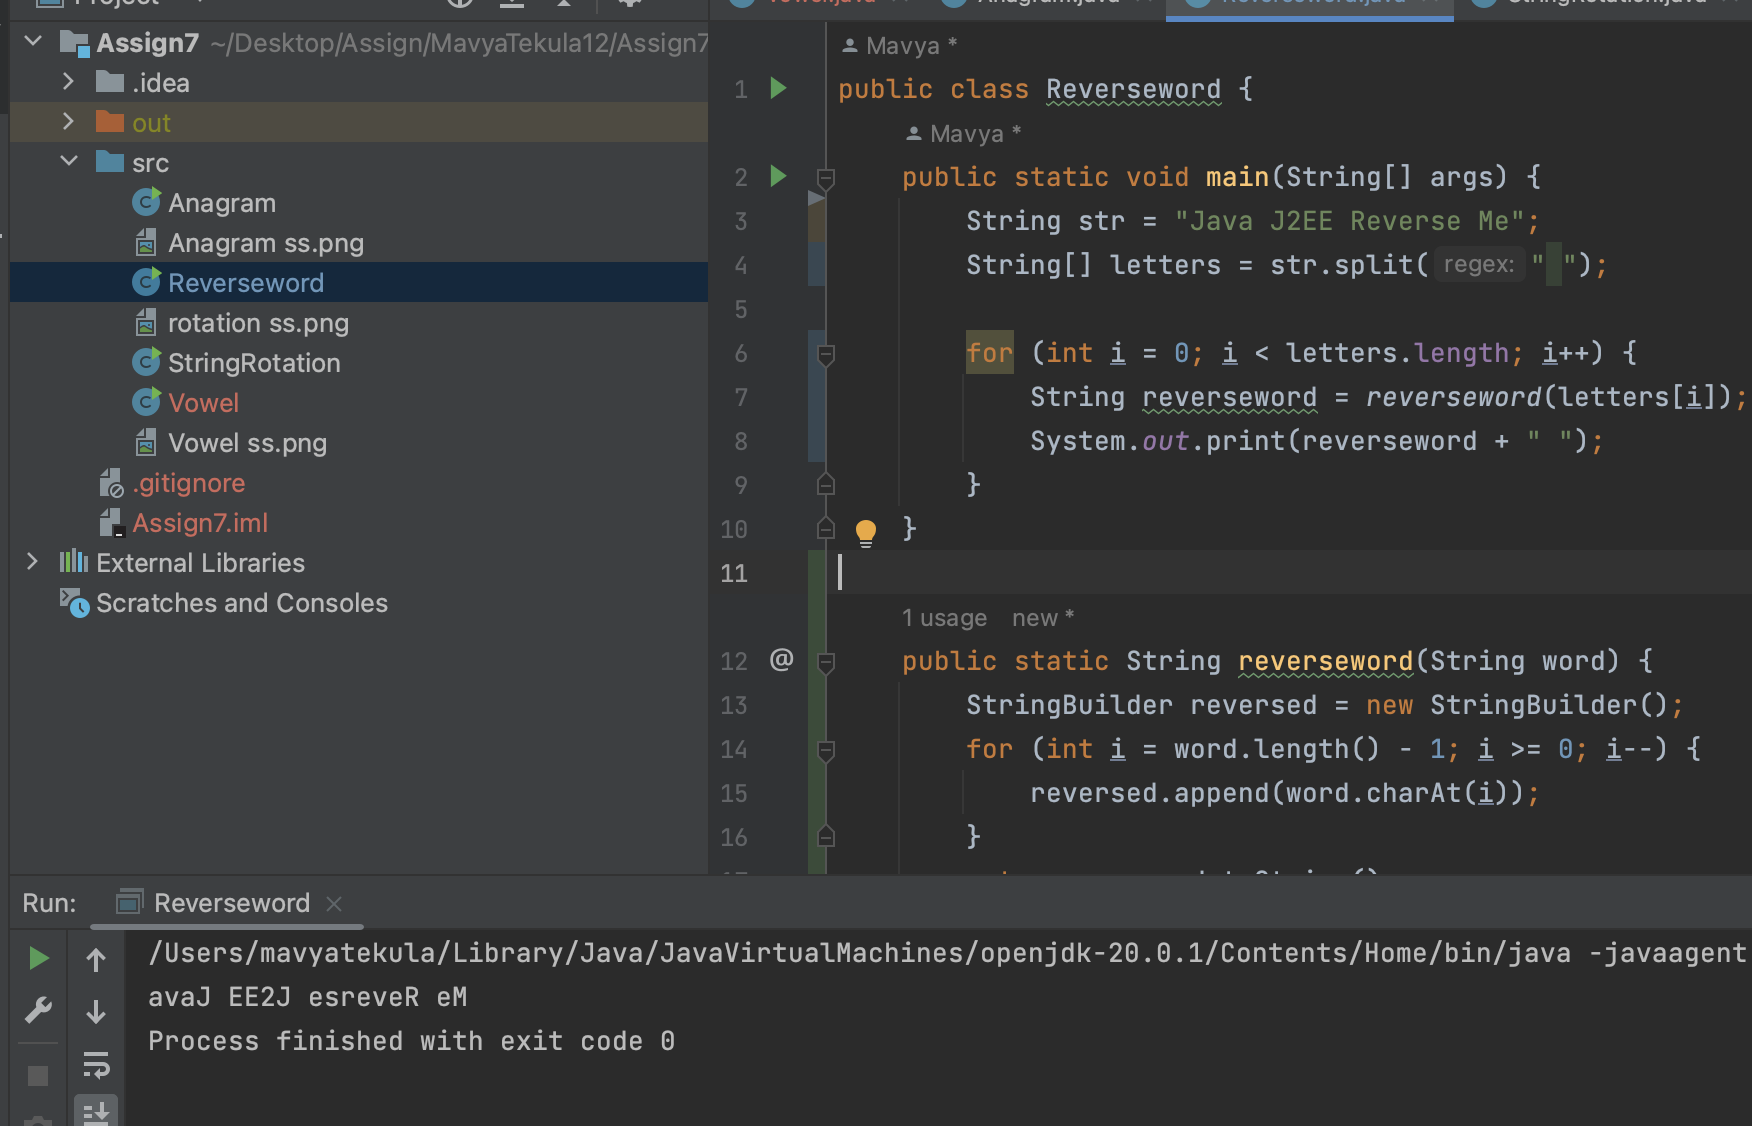 Project
Assign7 ~/Desktop/Assign/MavyaTekula12/Assign7
.idea
out
src
Anagram
Anagram ss.png
Reverseword
rotation ss.png
StringRotation
Vowel
Vowel ss.png
.gitignore
Assign7.iml
External Libraries
Scratches and Consoles
Vowel.java Anagram.java Reverseword.java StringRotation.java
Mavya *
1 public class Reverseword {
Mavya *
2 public static void main(String[] args) {
3 String str = "Java J2EE Reverse Me";
4 String[] letters = str.split( regex: " ");
5
6 for (int i = 0; i < letters.length; i++) {
7 String reverseword = reverseword(letters[i]);
8 System.out.print(reverseword + " ");
9 }
10 }
11
1 usage new *
12 @ public static String reverseword(String word) {
13 StringBuilder reversed = new StringBuilder();
14 for (int i = word.length() - 1; i >= 0; i--) {
15 reversed.append(word.charAt(i));
16 }
Run: Reverseword
/Users/mavyatekula/Library/Java/JavaVirtualMachines/openjdk-20.0.1/Contents/Home/bin/java -javaagent
avaJ EE2J esreveR eM
Process finished with exit code 0